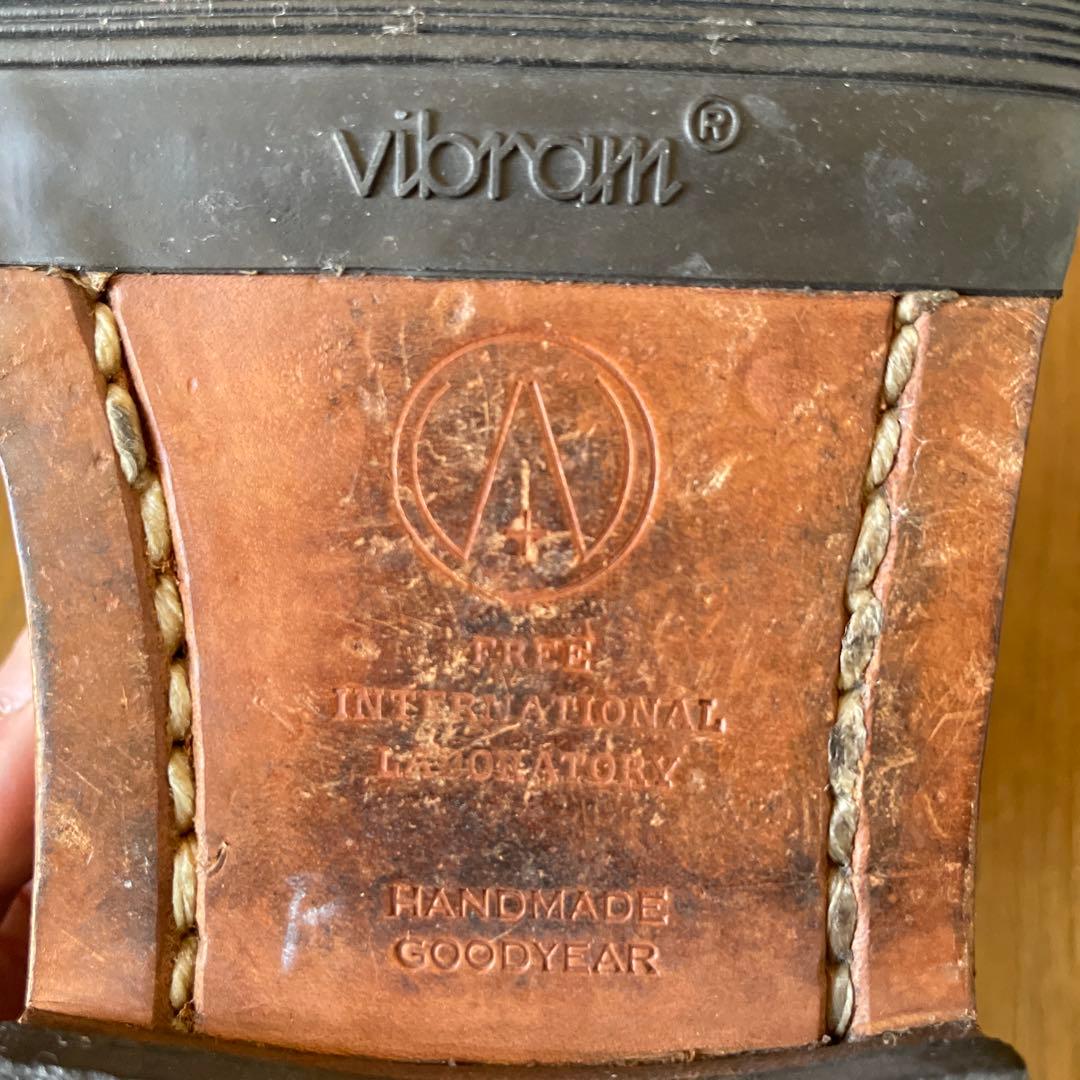 vibram®
FREE
INTERNATIONAL
LABORATORY
HANDMADE
GOODYEAR